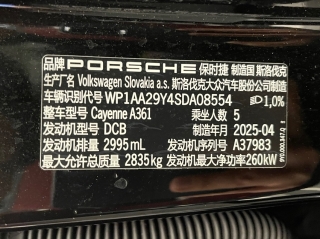 品牌 PORSCHE 保时捷 制造国 斯洛伐克
生产厂名 Volkswagen Slovakia a.s. 斯洛伐克大众汽车股份公司制造
车辆识别代号 WP1AA29Y4SDA08554 1,0%
整车型号 Cayenne A361 乘坐人数 5
发动机型号 DCB 制造年月 2025-04
发动机排量 2995mL 发动机序列号 A37983
最大允许总质量 2835kg 发动机最大净功率 260kW